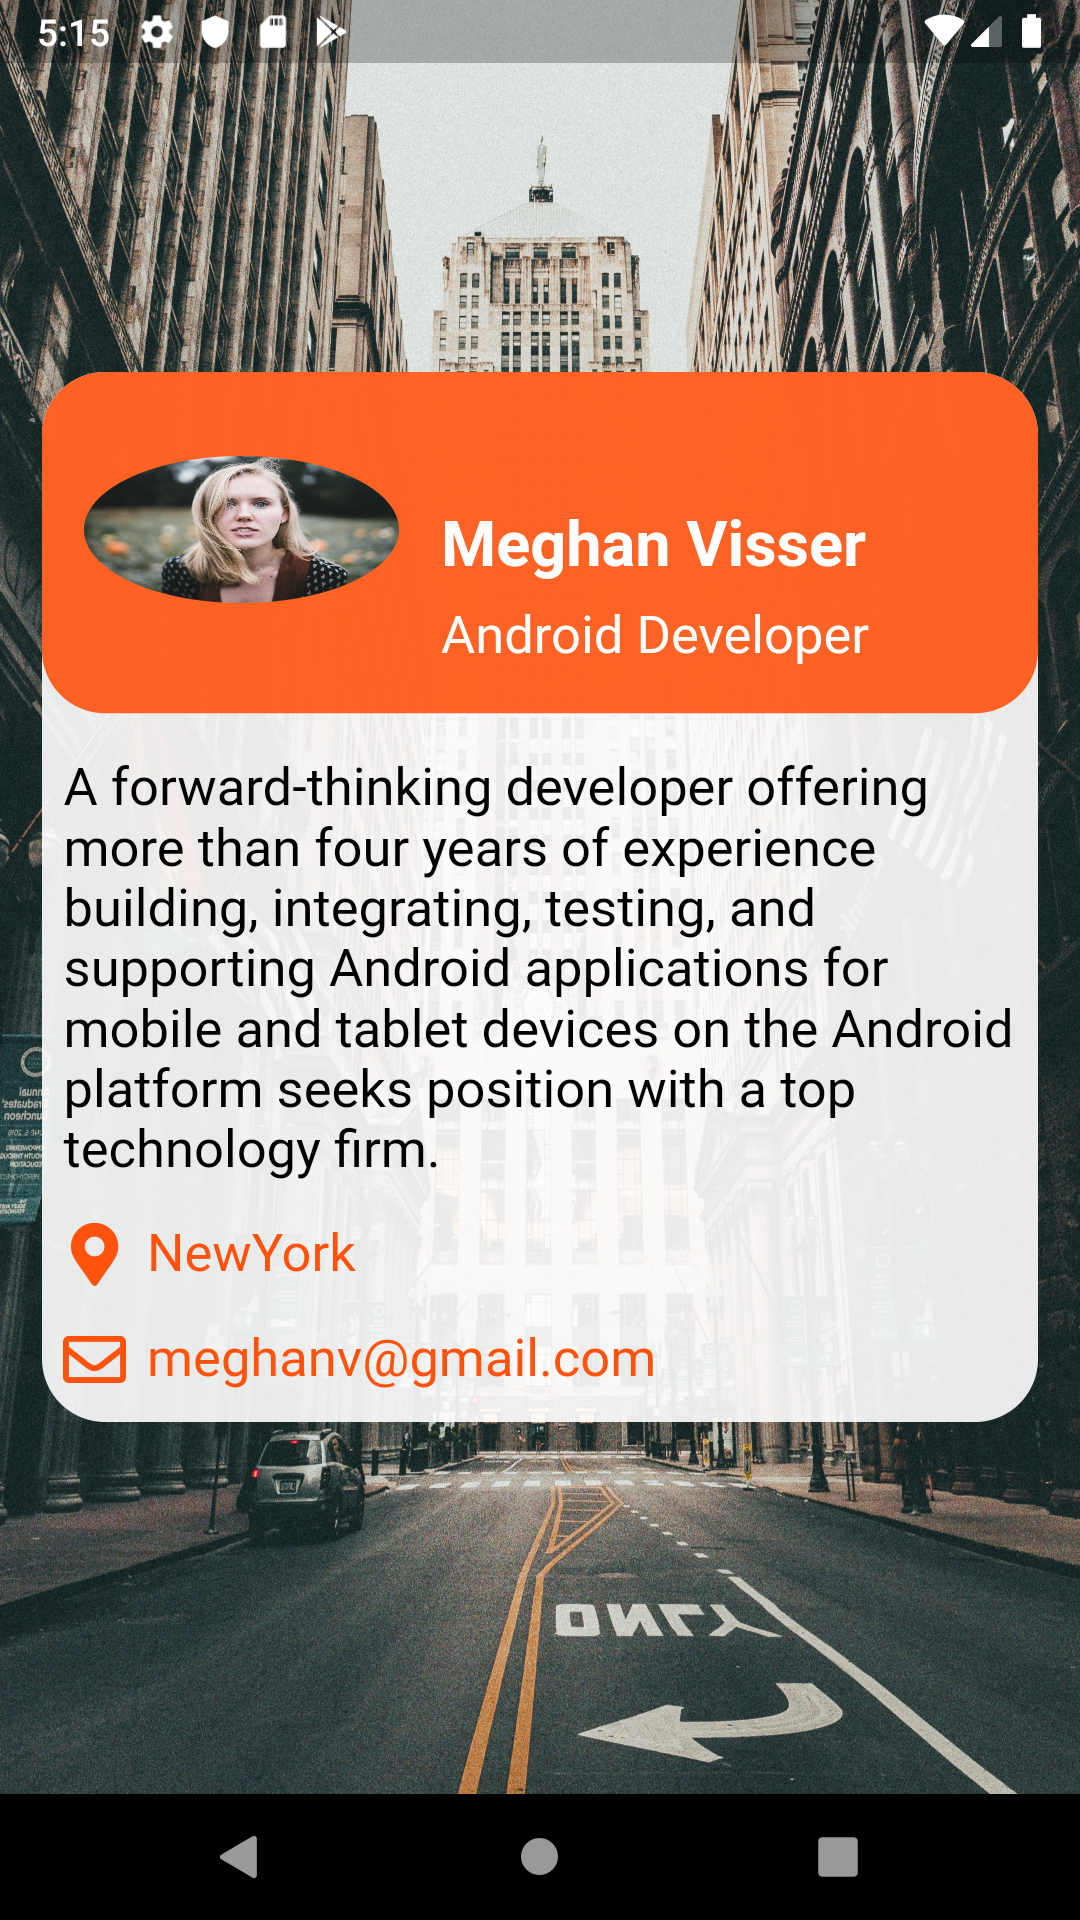 5:15
Meghan Visser
Android Developer
A forward-thinking developer offering
more than four years of experience
building, integrating, testing, and
supporting Android applications for
mobile and tablet devices on the Android
platform seeks position with a top
technology firm.
NewYork
meghanv@gmail.com
ONLY